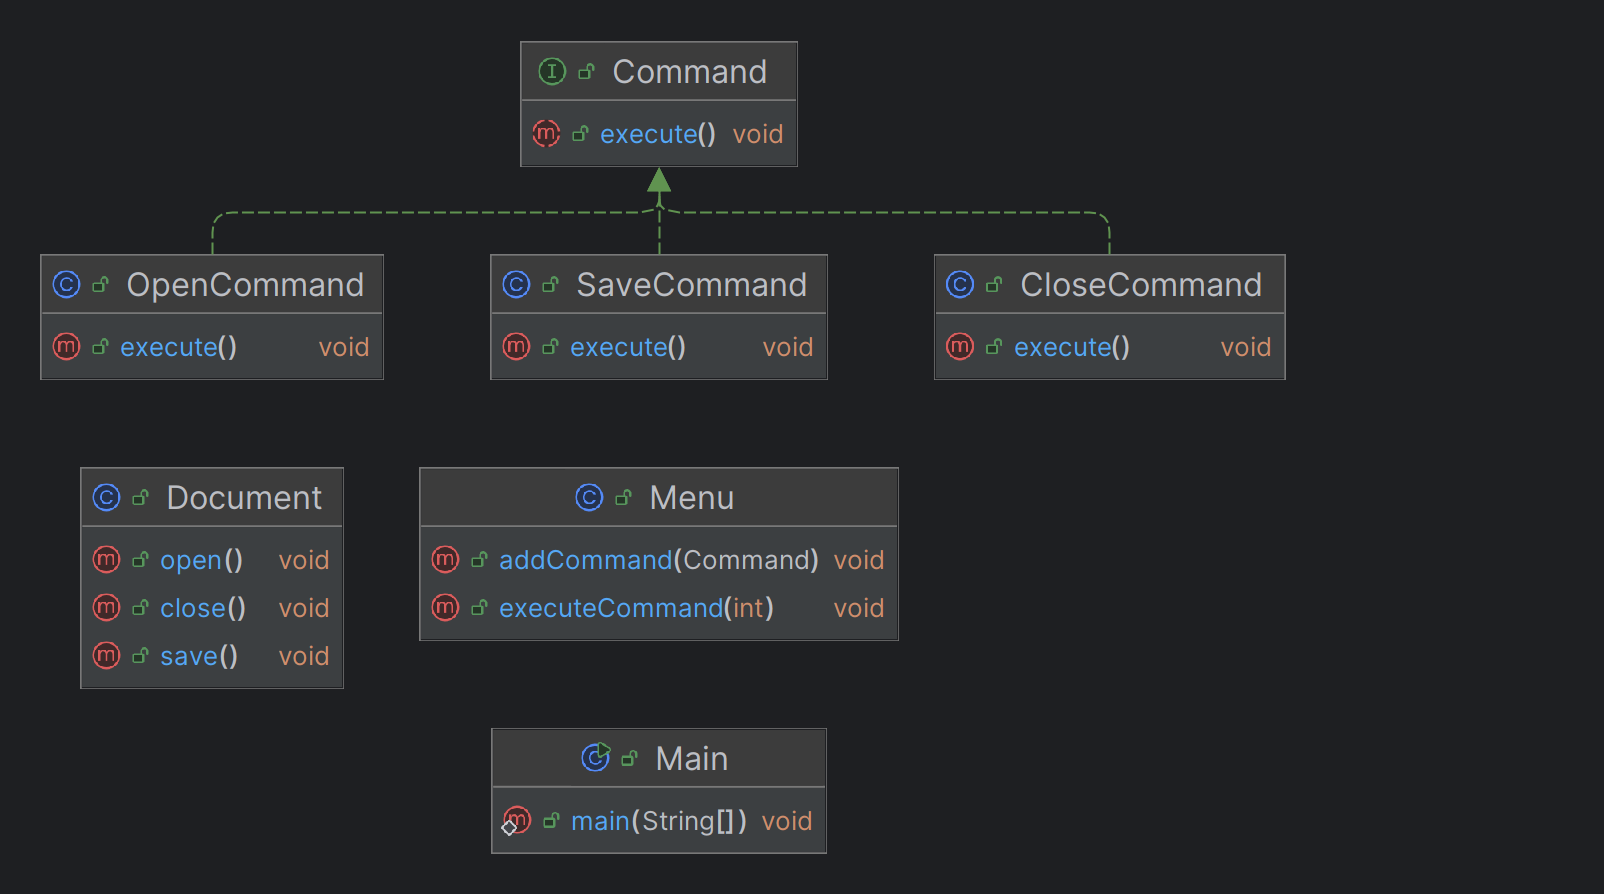 Command
execute() void
OpenCommand
execute() void
SaveCommand
execute() void
CloseCommand
execute() void
Document
open() void
close() void
save() void
Menu
addCommand(Command) void
executeCommand(int) void
Main
main(String[]) void